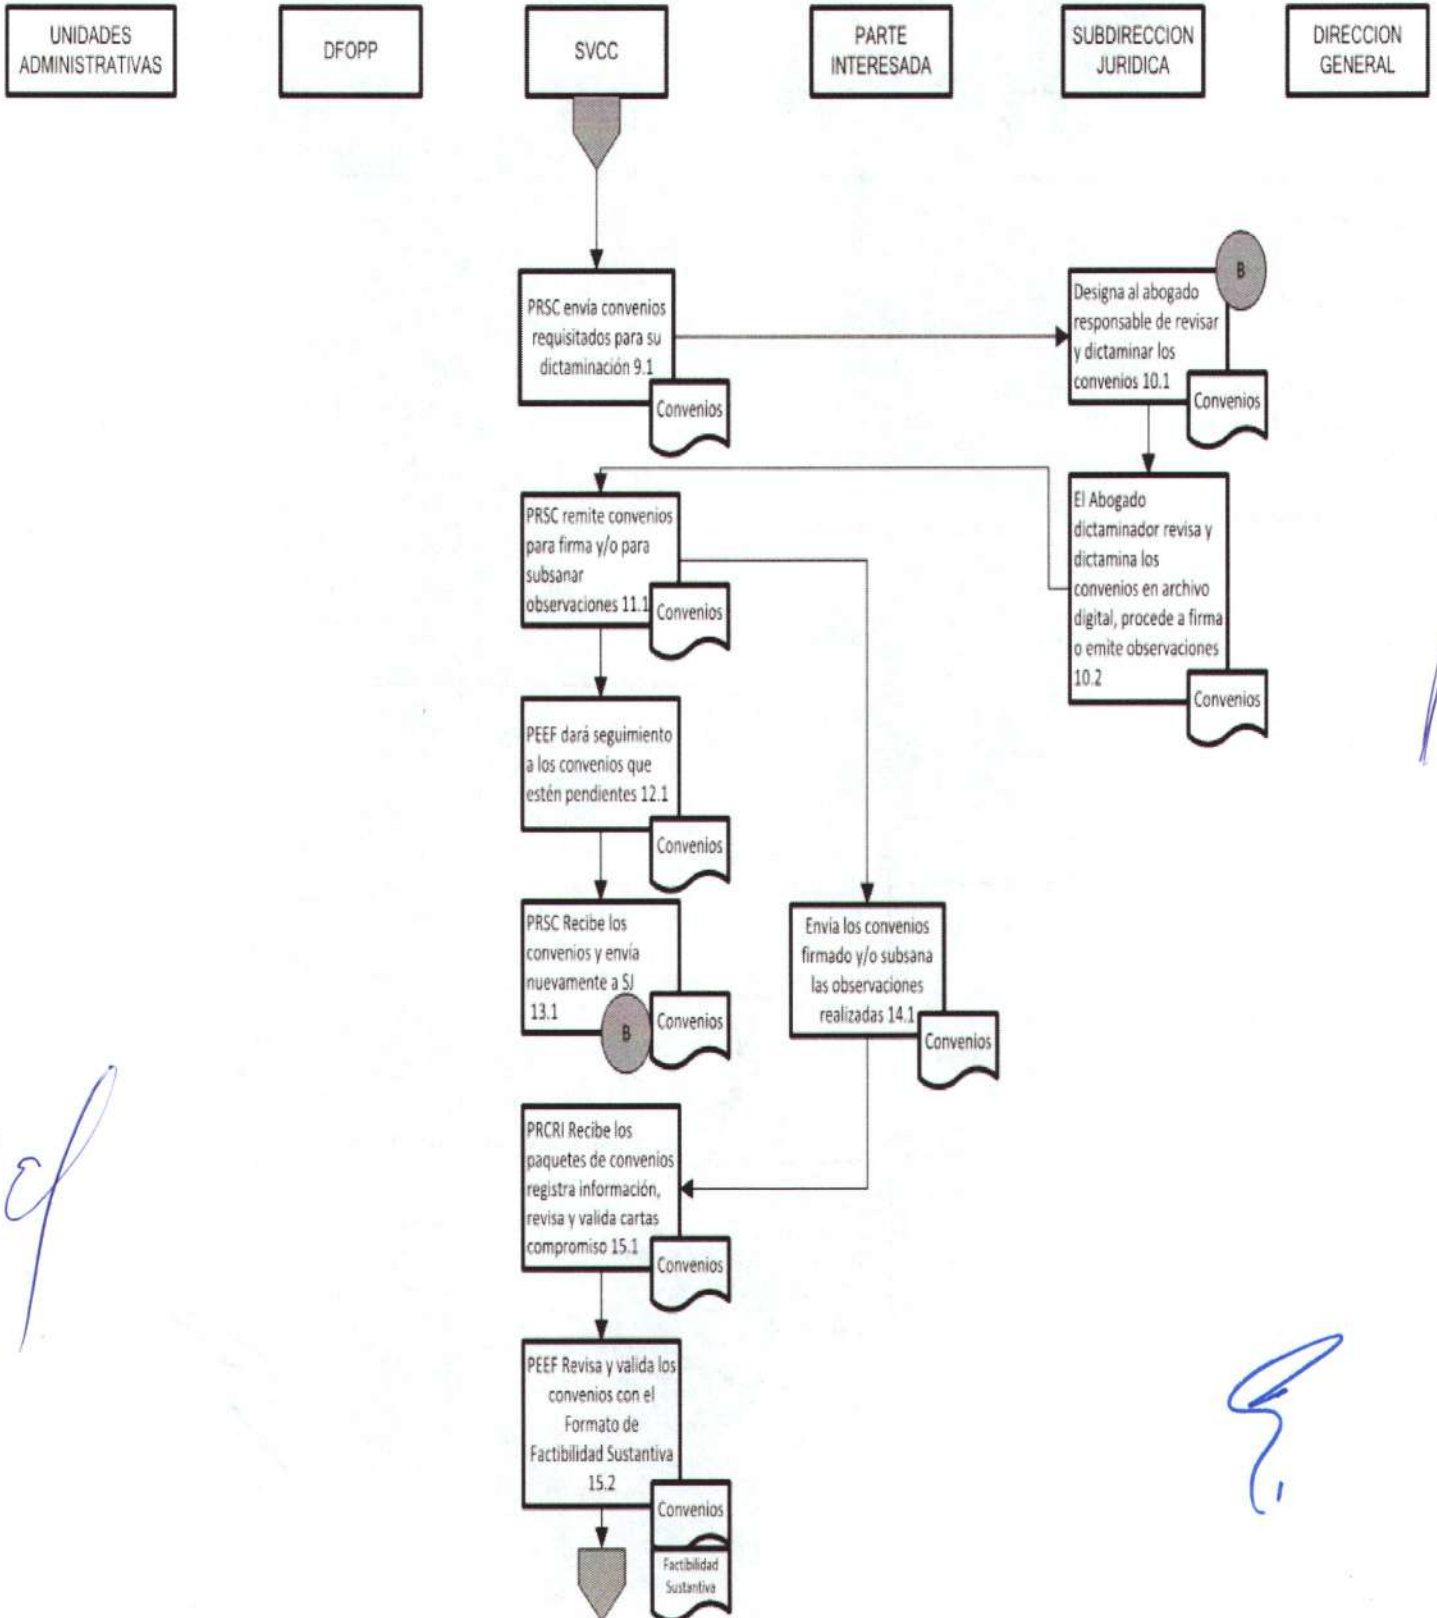 UNIDADES
ADMINISTRATIVAS
DFOPP
SVCC
PARTE
INTERESADA
SUBDIRECCION
JURIDICA
DIRECCION
GENERAL
PRSC envía convenios
requisitados para su
dictaminación 9.1
Convenios
B
Designa al abogado
responsable de revisar
y dictaminar los
convenios 10.1
Convenios
El Abogado
dictaminador revisa y
dictamina los
convenios en archivo
digital, procede a firma
o emite observaciones
10.2
Convenios
PRSC remite convenios
para firma y/o para
subsanar
observaciones 11.1
Convenios
PEEF dará seguimiento
a los convenios que
estén pendientes 12.1
Convenios
PRSC Recibe los
convenios y envía
nuevamente a SJ
13.1
B
Convenios
Envía los convenios
firmado y/o subsana
las observaciones
realizadas 14.1
Convenios
PRCRI Recibe los
paquetes de convenios
registra información,
revisa y valida cartas
compromiso 15.1
Convenios
PEEF Revisa y valida los
convenios con el
Formato de
Factibilidad Sustantiva
15.2
Convenios
Factibilidad
Sustantiva